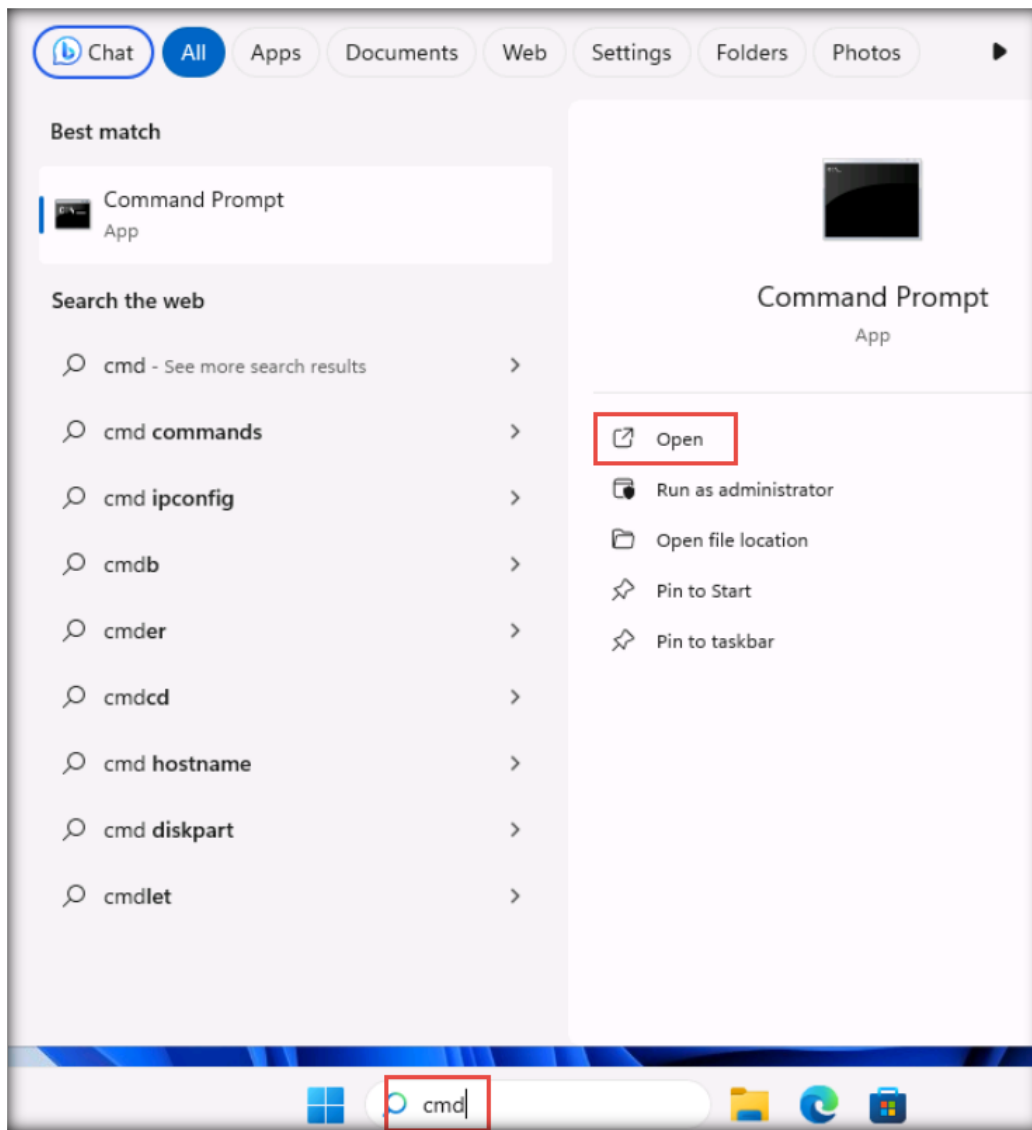 Chat All Apps Documents Web Settings Folders Photos
Best match
Command Prompt
App
Search the web
cmd - See more search results
cmd commands
cmd ipconfig
cmdb
cmder
cmdcd
cmd hostname
cmd diskpart
cmdlet
Command Prompt
App
Open
Run as administrator
Open file location
Pin to Start
Pin to taskbar
cmd